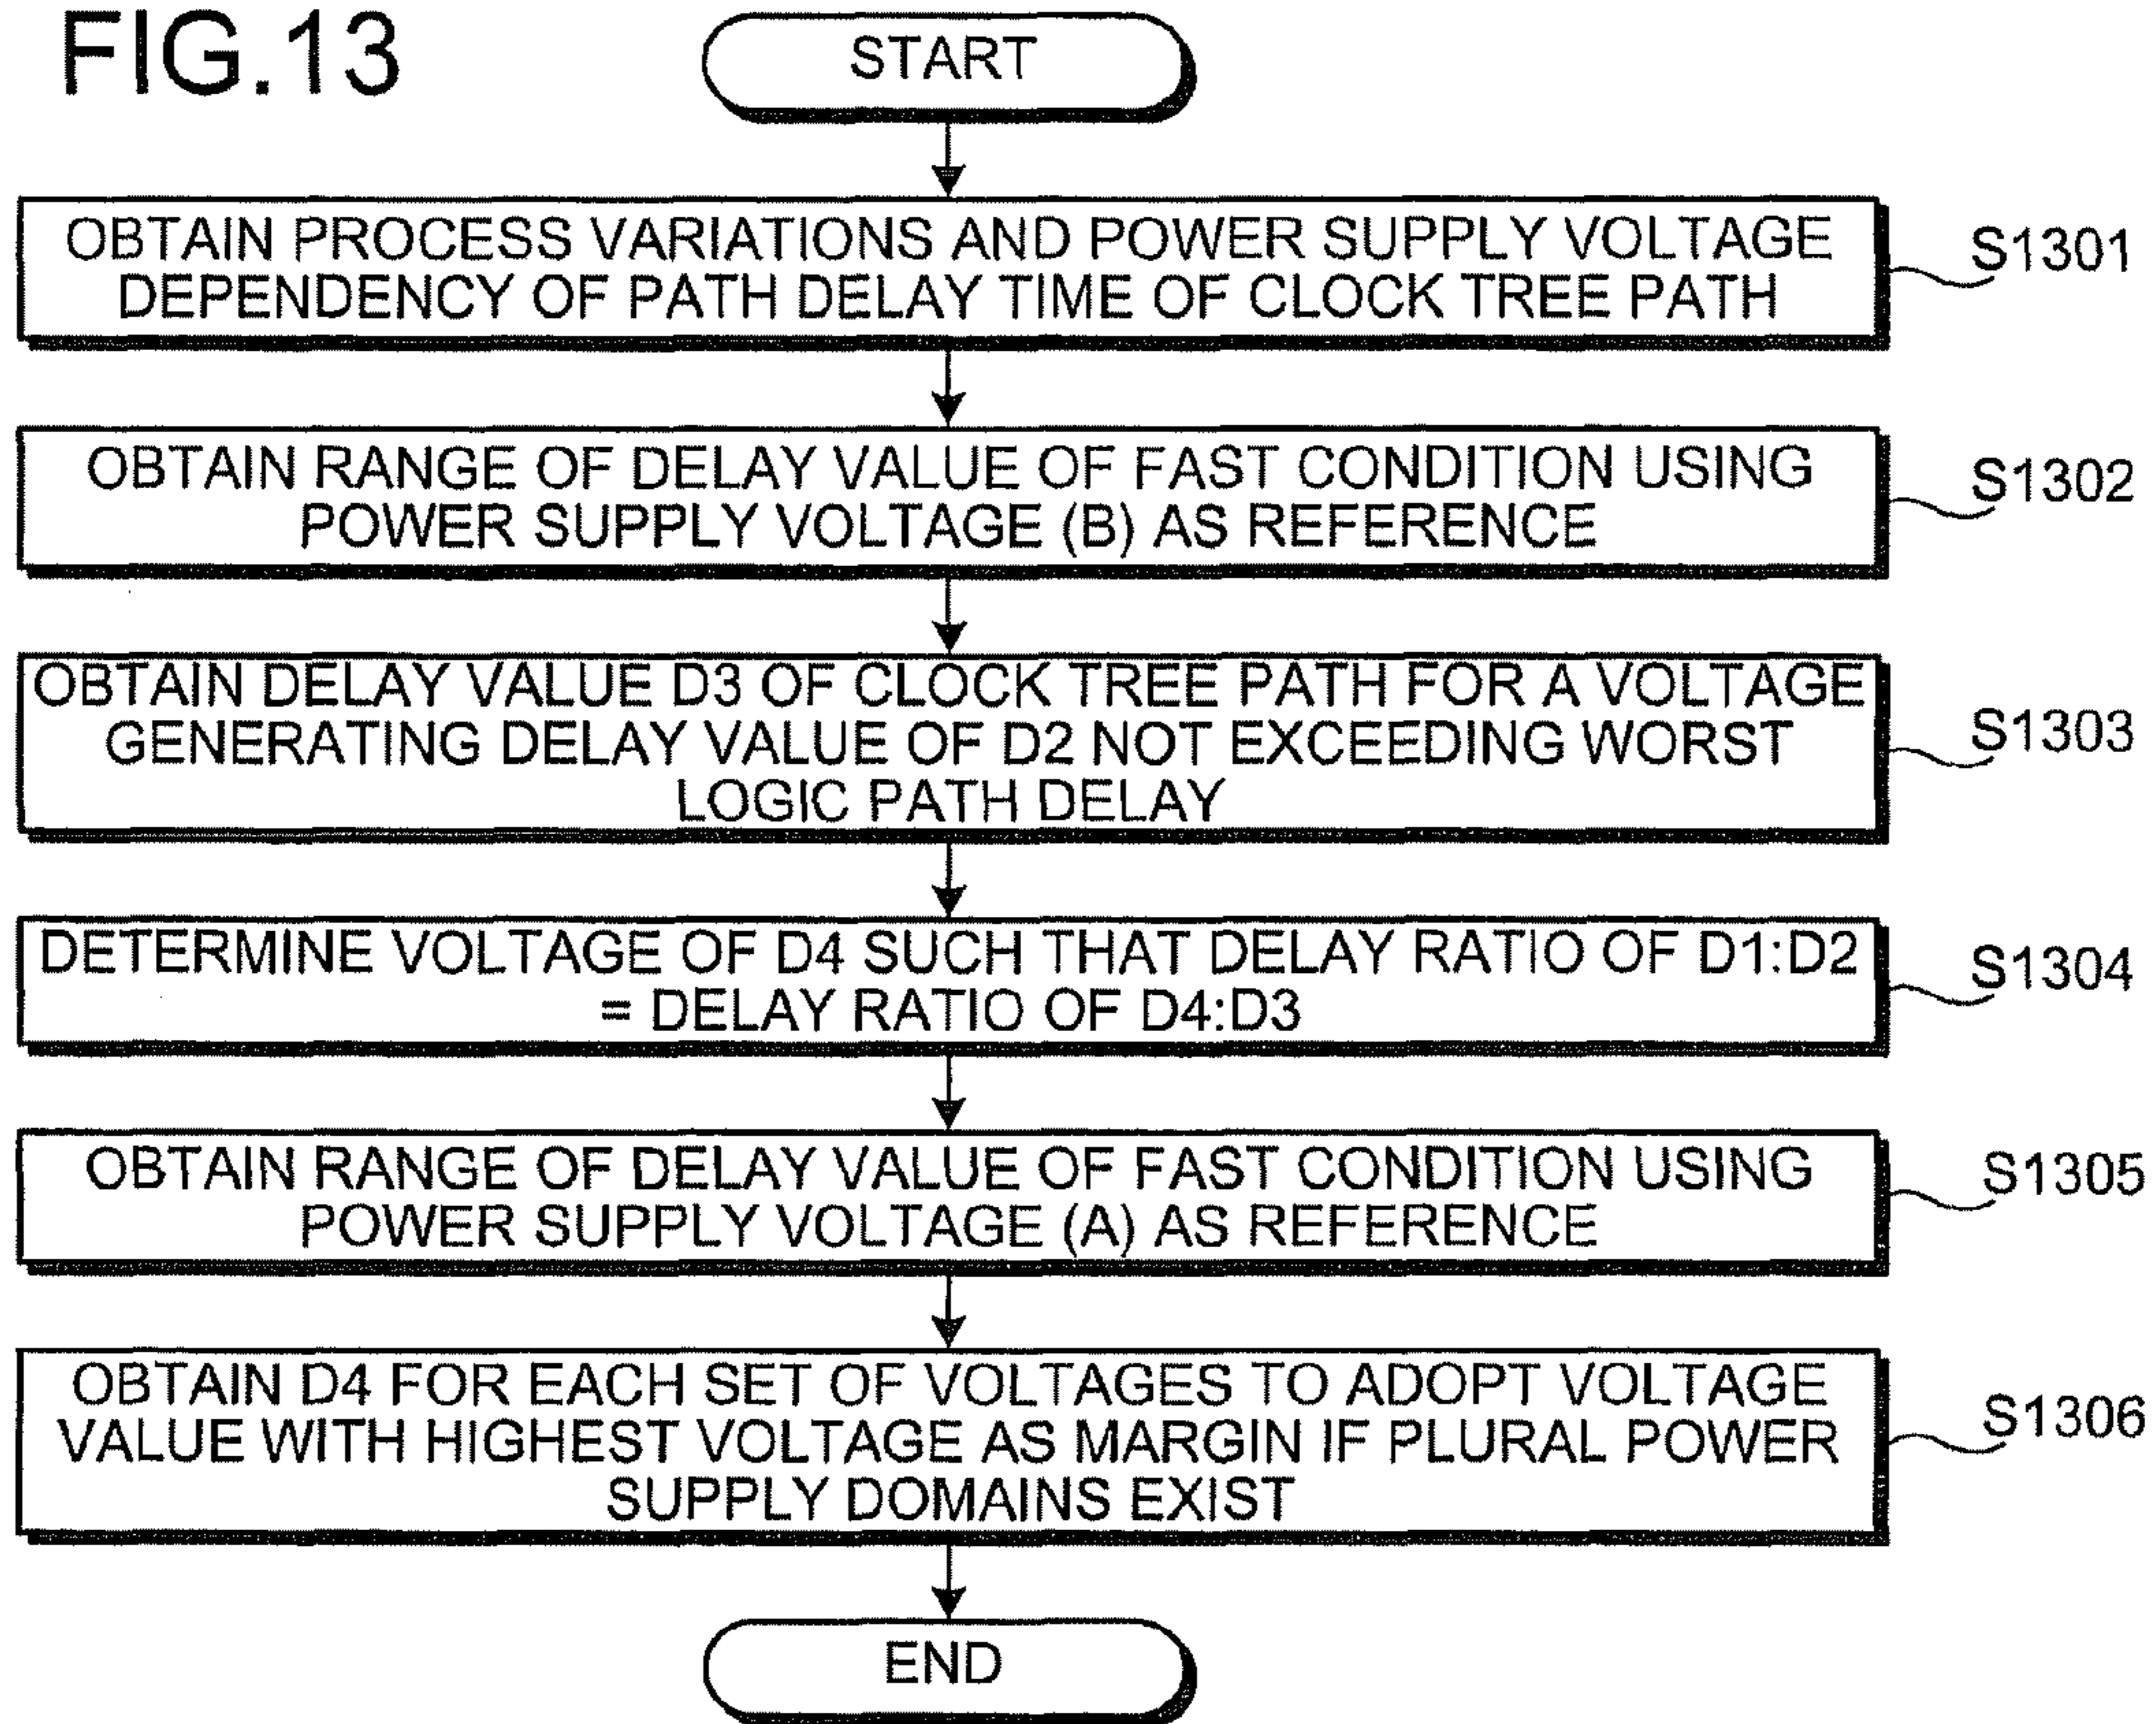 FIG.13
START
OBTAIN PROCESS VARIATIONS AND POWER SUPPLY VOLTAGE
DEPENDENCY OF PATH DELAY TIME OF CLOCK TREE PATH
S1301
OBTAIN RANGE OF DELAY VALUE OF FAST CONDITION USING
POWER SUPPLY VOLTAGE (B) AS REFERENCE
S1302
OBTAIN DELAY VALUE D3 OF CLOCK TREE PATH FOR A VOLTAGE
GENERATING DELAY VALUE OF D2 NOT EXCEEDING WORST
LOGIC PATH DELAY
S1303
DETERMINE VOLTAGE OF D4 SUCH THAT DELAY RATIO OF D1:D2
= DELAY RATIO OF D4:D3
S1304
OBTAIN RANGE OF DELAY VALUE OF FAST CONDITION USING
POWER SUPPLY VOLTAGE (A) AS REFERENCE
S1305
OBTAIN D4 FOR EACH SET OF VOLTAGES TO ADOPT VOLTAGE
VALUE WITH HIGHEST VOLTAGE AS MARGIN IF PLURAL POWER
SUPPLY DOMAINS EXIST
S1306
END